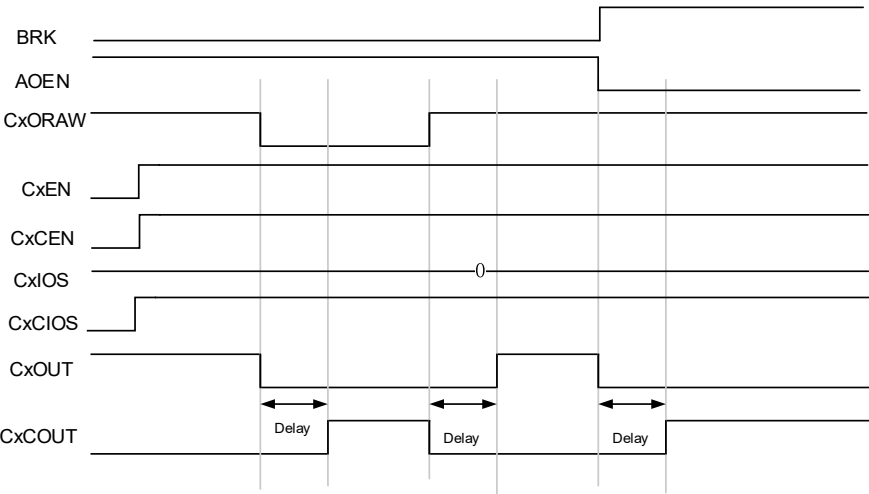 BRK
AOEN
CxORAW
CxEN
CxCEN
CxIOS
0
CxCIOS
CxOUT
Delay
Delay
Delay
CxCOUT